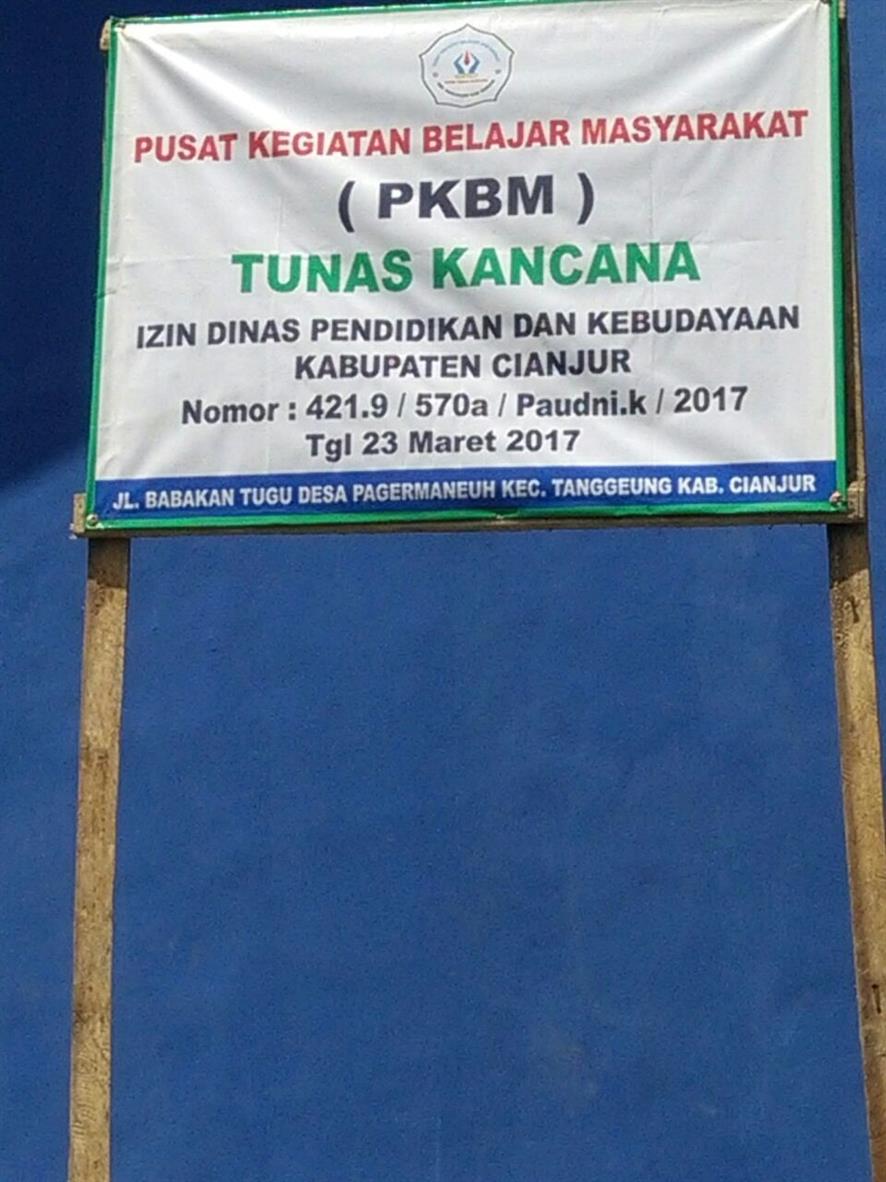 PUSAT KEGIATAN BELAJAR MASYARAKAT
( PKBM )
TUNAS KANCANA
IZIN DINAS PENDIDIKAN DAN KEBUDAYAAN
KABUPATEN CIANJUR
Nomor : 421.9 / 570a / Paudni.k / 2017
Tgl 23 Maret 2017
JL. BABAKAN TUGU DESA PAGERMANEUH KEC. TANGGEUNG KAB. CIANJUR